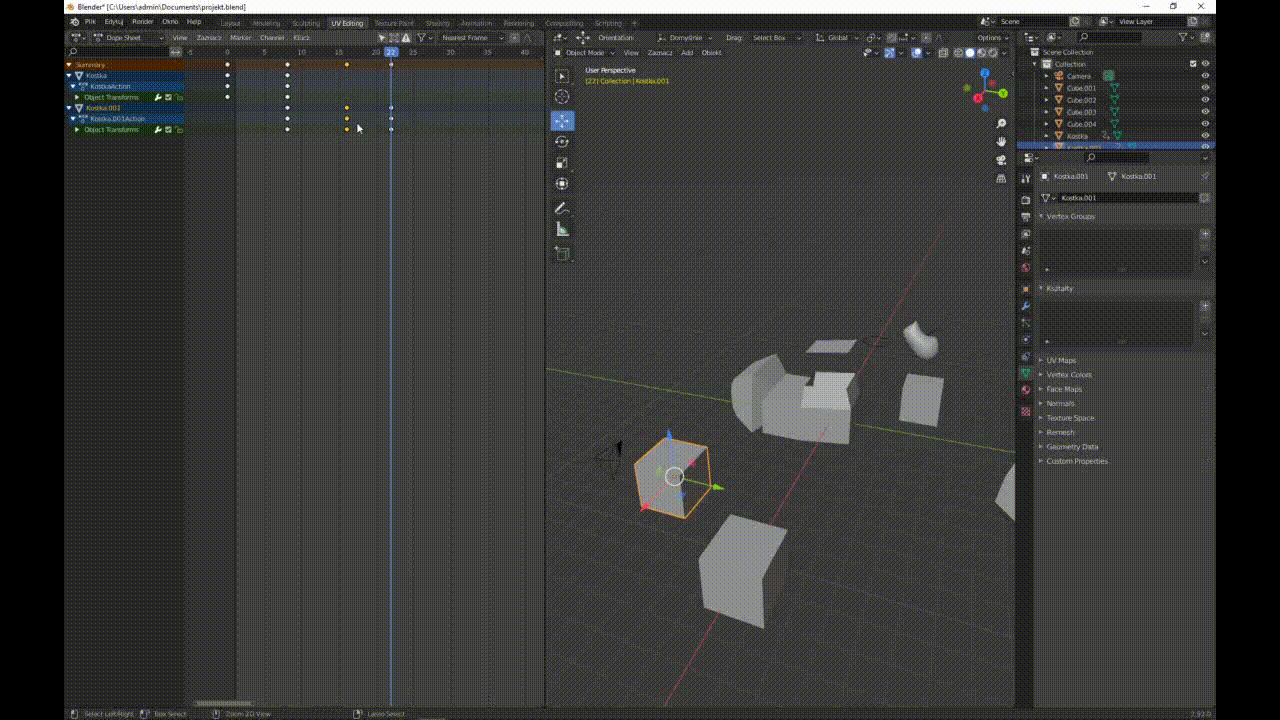 Blender* [C:\Users\admin\Documents\projekt.blend]
Plik Edytuj Render Okno Help Layout Modeling Sculpting UV Editing Texture Paint Shading Animation Rendering Compositing Scripting + Scene View Layer
Dope Sheet View Zaznacz Marker Channel Klucz Nearest Frame Orientation Domyślnie Drag: Select Box Global Options
-5 5 10 15 20 22 25 30 35 40
Object Mode View Zaznacz Add Obiekt
Summary
Kostka
KostkaAction
Object Transforms
Kostka.001
Kostka.001Action
Object Transforms
User Perspective
(22) Collection | Kostka.001
X
Y
Z
Scene Collection
Collection
Camera
Cube.001
Cube.002
Cube.003
Cube.004
Kostka
Kostka.001 Kostka.001
Kostka.001
Vertex Groups
Kształty
UV Maps
Vertex Colors
Face Maps
Normals
Texture Space
Remesh
Geometry Data
Custom Properties
Select Left/Right Box Select Zoom 2D View Lasso Select 2.92.0